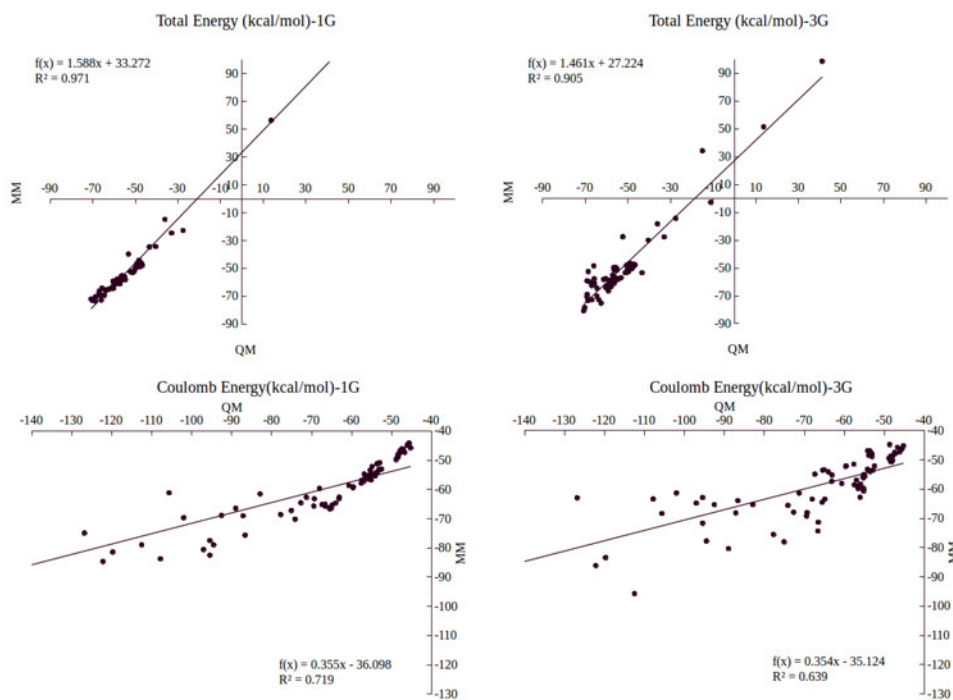 Total Energy (kcal/mol)-1G
f(x) = 1.588x + 33.272
R² = 0.971
90
70
50
30
10
-90 -70 -50 -30 -10 10 30 50 70 90
-10
-30
-50
-70
-90
MM
QM
Total Energy (kcal/mol)-3G
f(x) = 1.461x + 27.224
R² = 0.905
90
70
50
30
10
-90 -70 -50 -30 -10 10 30 50 70 90
-10
-30
-50
-70
-90
MM
QM
Coulomb Energy(kcal/mol)-1G
QM
-140 -130 -120 -110 -100 -90 -80 -70 -60 -50 -40
-40
-50
-60
-70
-80
-90
-100
-110
-120
-130
MM
f(x) = 0.355x - 36.098
R² = 0.719
Coulomb Energy(kcal/mol)-3G
QM
-140 -130 -120 -110 -100 -90 -80 -70 -60 -50 -40
-40
-50
-60
-70
-80
-90
-100
-110
-120
-130
MM
f(x) = 0.354x - 35.124
R² = 0.639